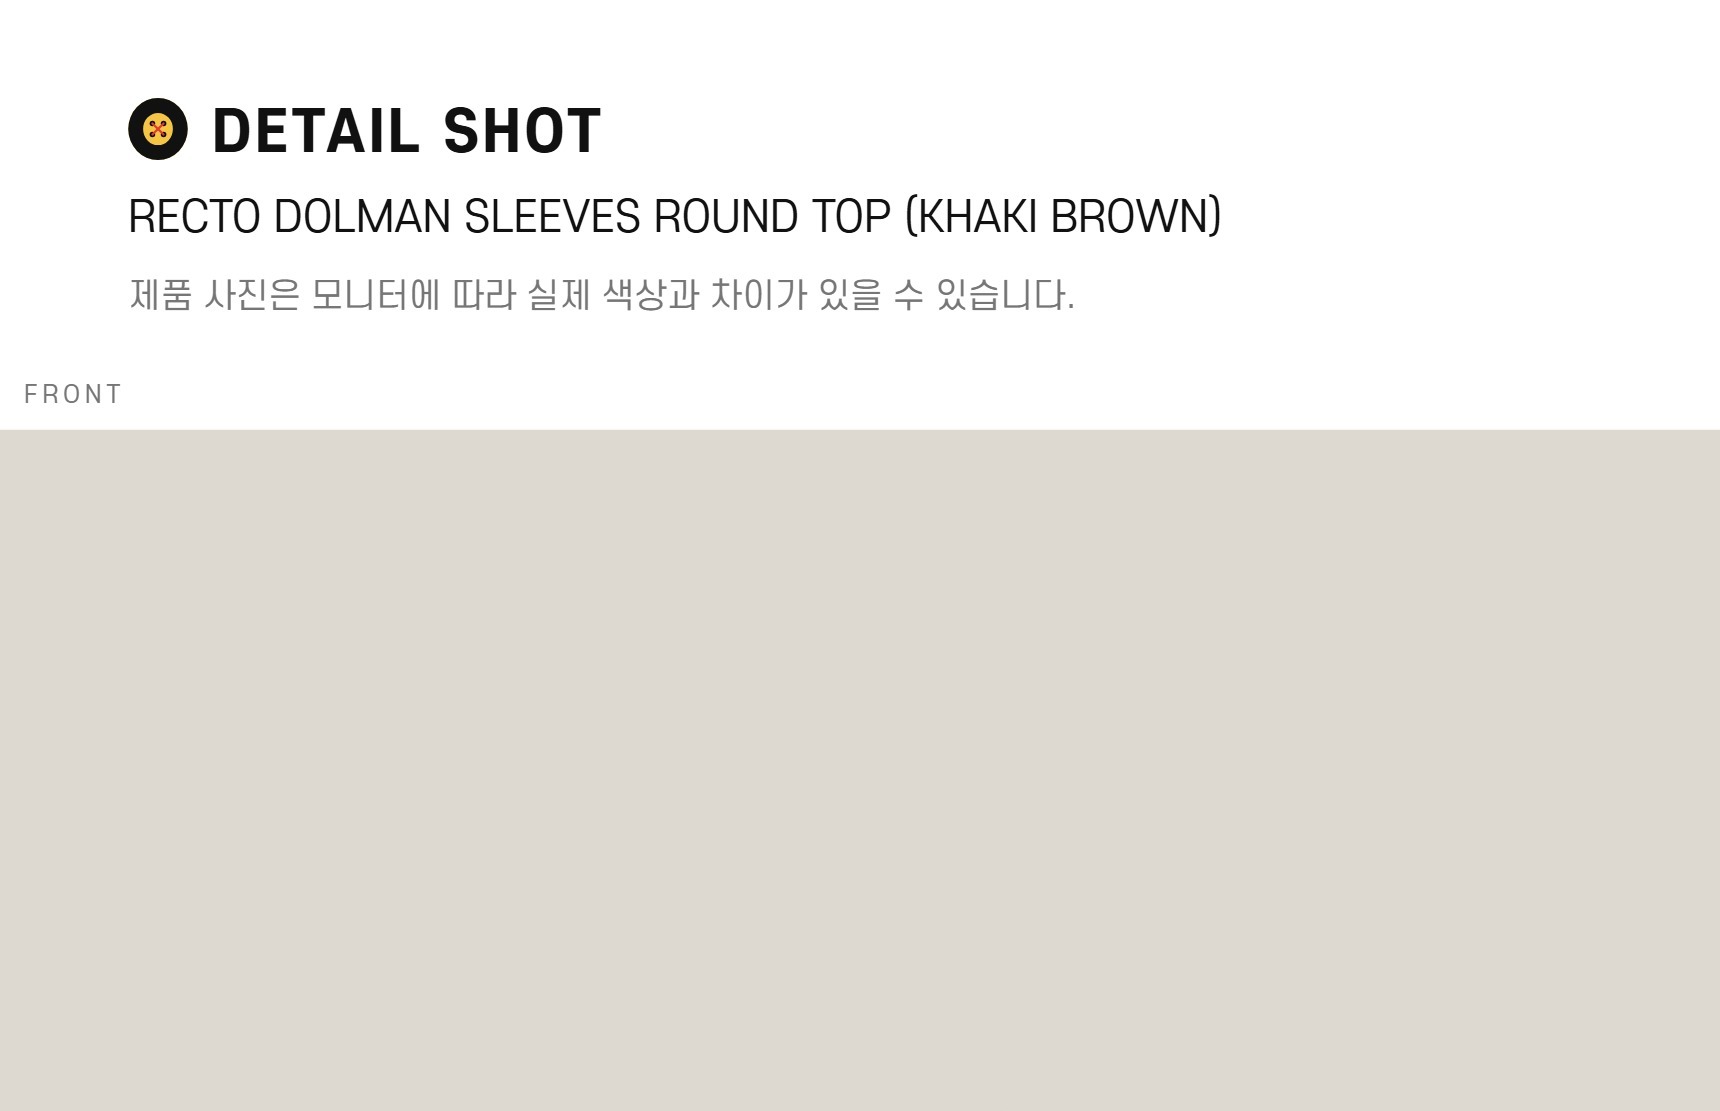 DETAIL SHOT
RECTO DOLMAN SLEEVES ROUND TOP (KHAKI BROWN)
제품 사진은 모니터에 따라 실제 색상과 차이가 있을 수 있습니다.
FRONT